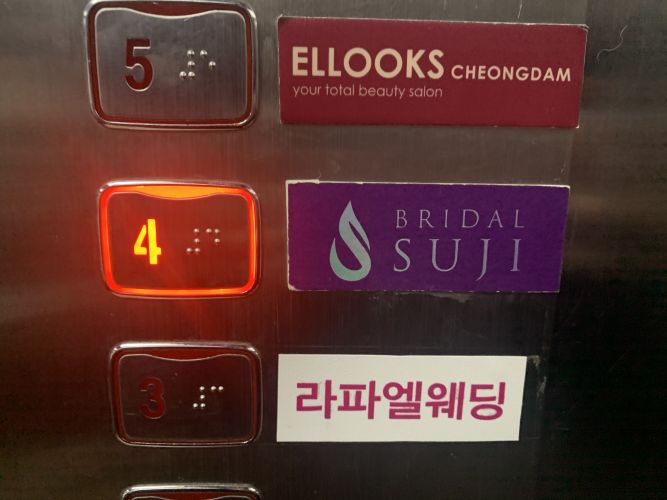 5
ELLOOKS CHEONGDAM
your total beauty salon
4
BRIDAL
SUJI
3
라파엘웨딩